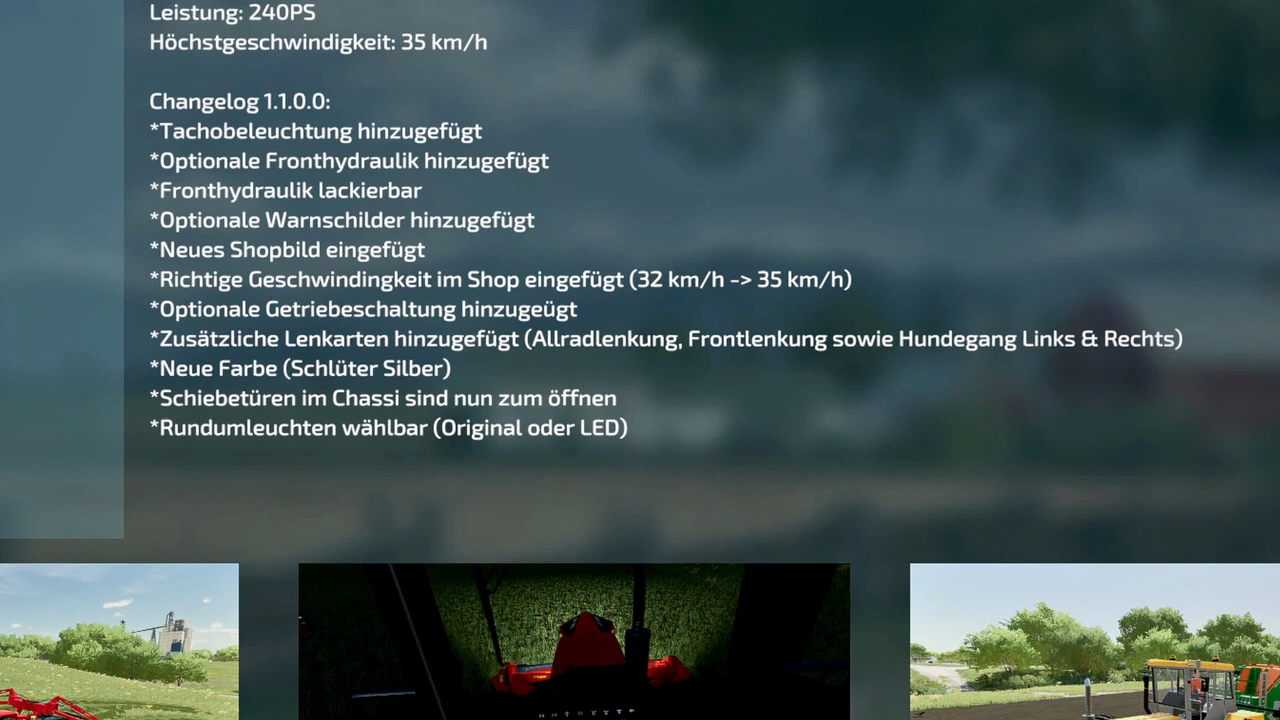 Leistung: 240PS
Höchstgeschwindigkeit: 35 km/h
Changelog 1.1.0.0:
*Tachobeleuchtung hinzugefügt
*Optionale Fronthydraulik hinzugefügt
*Fronthydraulik lackierbar
*Optionale Warnschilder hinzugefügt
*Neues Shopbild eingefügt
*Richtige Geschwindingkeit im Shop eingefügt (32 km/h -> 35 km/h)
*Optionale Getriebeschaltung hinzugeügt
*Zusätzliche Lenkarten hinzugefügt (Allradlenkung, Frontlenkung sowie Hundegang Links & Rechts)
*Neue Farbe (Schlüter Silber)
*Schiebetüren im Chassi sind nun zum öffnen
*Rundumleuchten wählbar (Original oder LED)